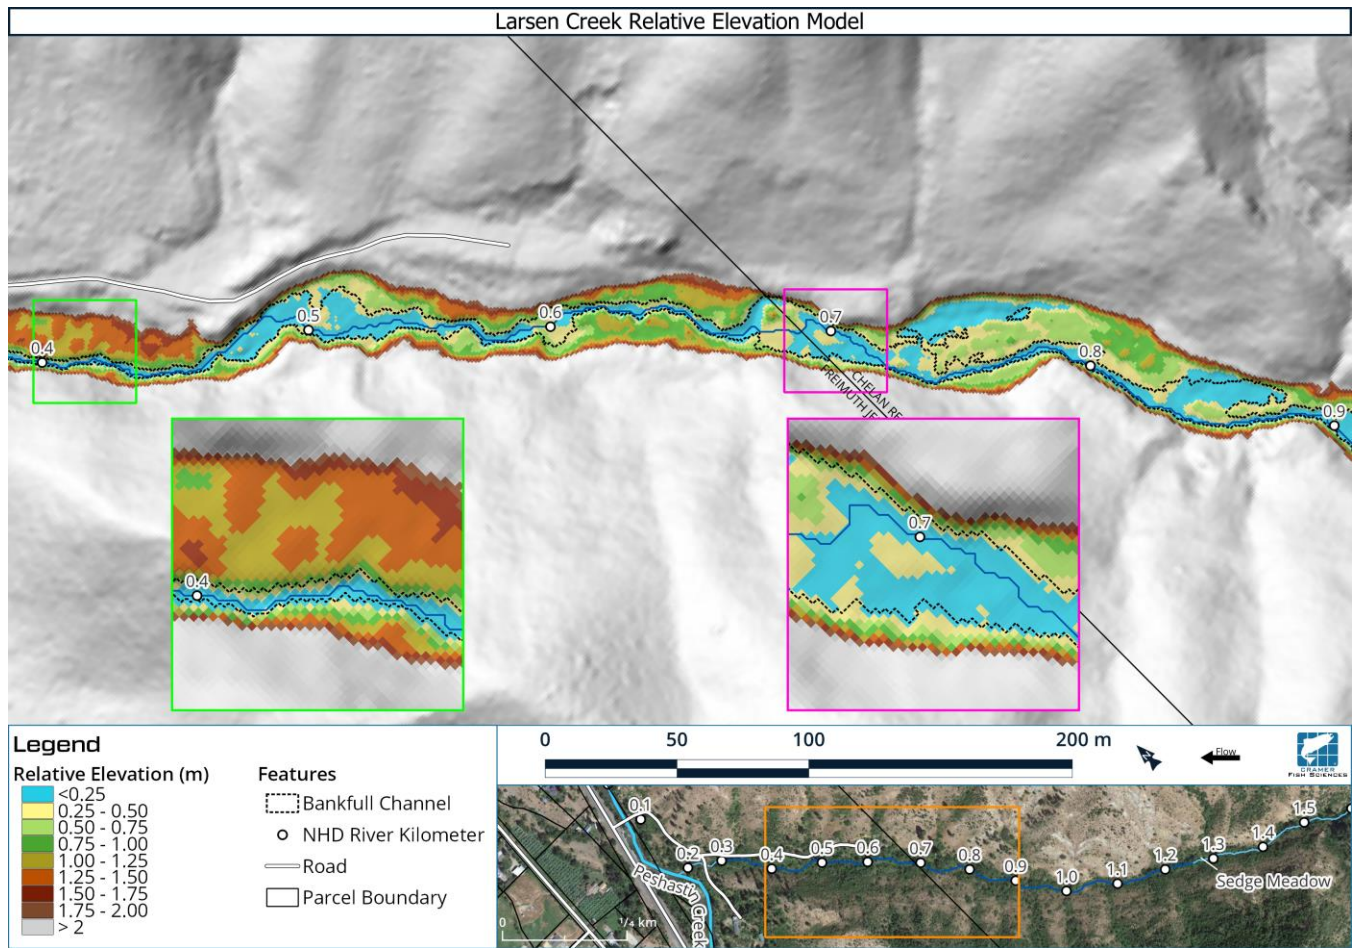 Larsen Creek Relative Elevation Model
0.4
0.5
0.6
0.7
0.8
0.9
CHELAN RE
FREIMUTH JE
0.4
0.7
Legend
Relative Elevation (m)
<0.25
0.25 - 0.50
0.50 - 0.75
0.75 - 1.00
1.00 - 1.25
1.25 - 1.50
1.50 - 1.75
1.75 - 2.00
> 2
Features
Bankfull Channel
NHD River Kilometer
Road
Parcel Boundary
0 50 100 200 m
N
Flow
CRAMER
FISH SCIENCES
0.1
0.2
0.3
0.4
0.5
0.6
0.7
0.8
0.9
1.0
1.1
1.2
1.3
1.4
1.5
Peshastin Creek
Sedge Meadow
0 1/4 km